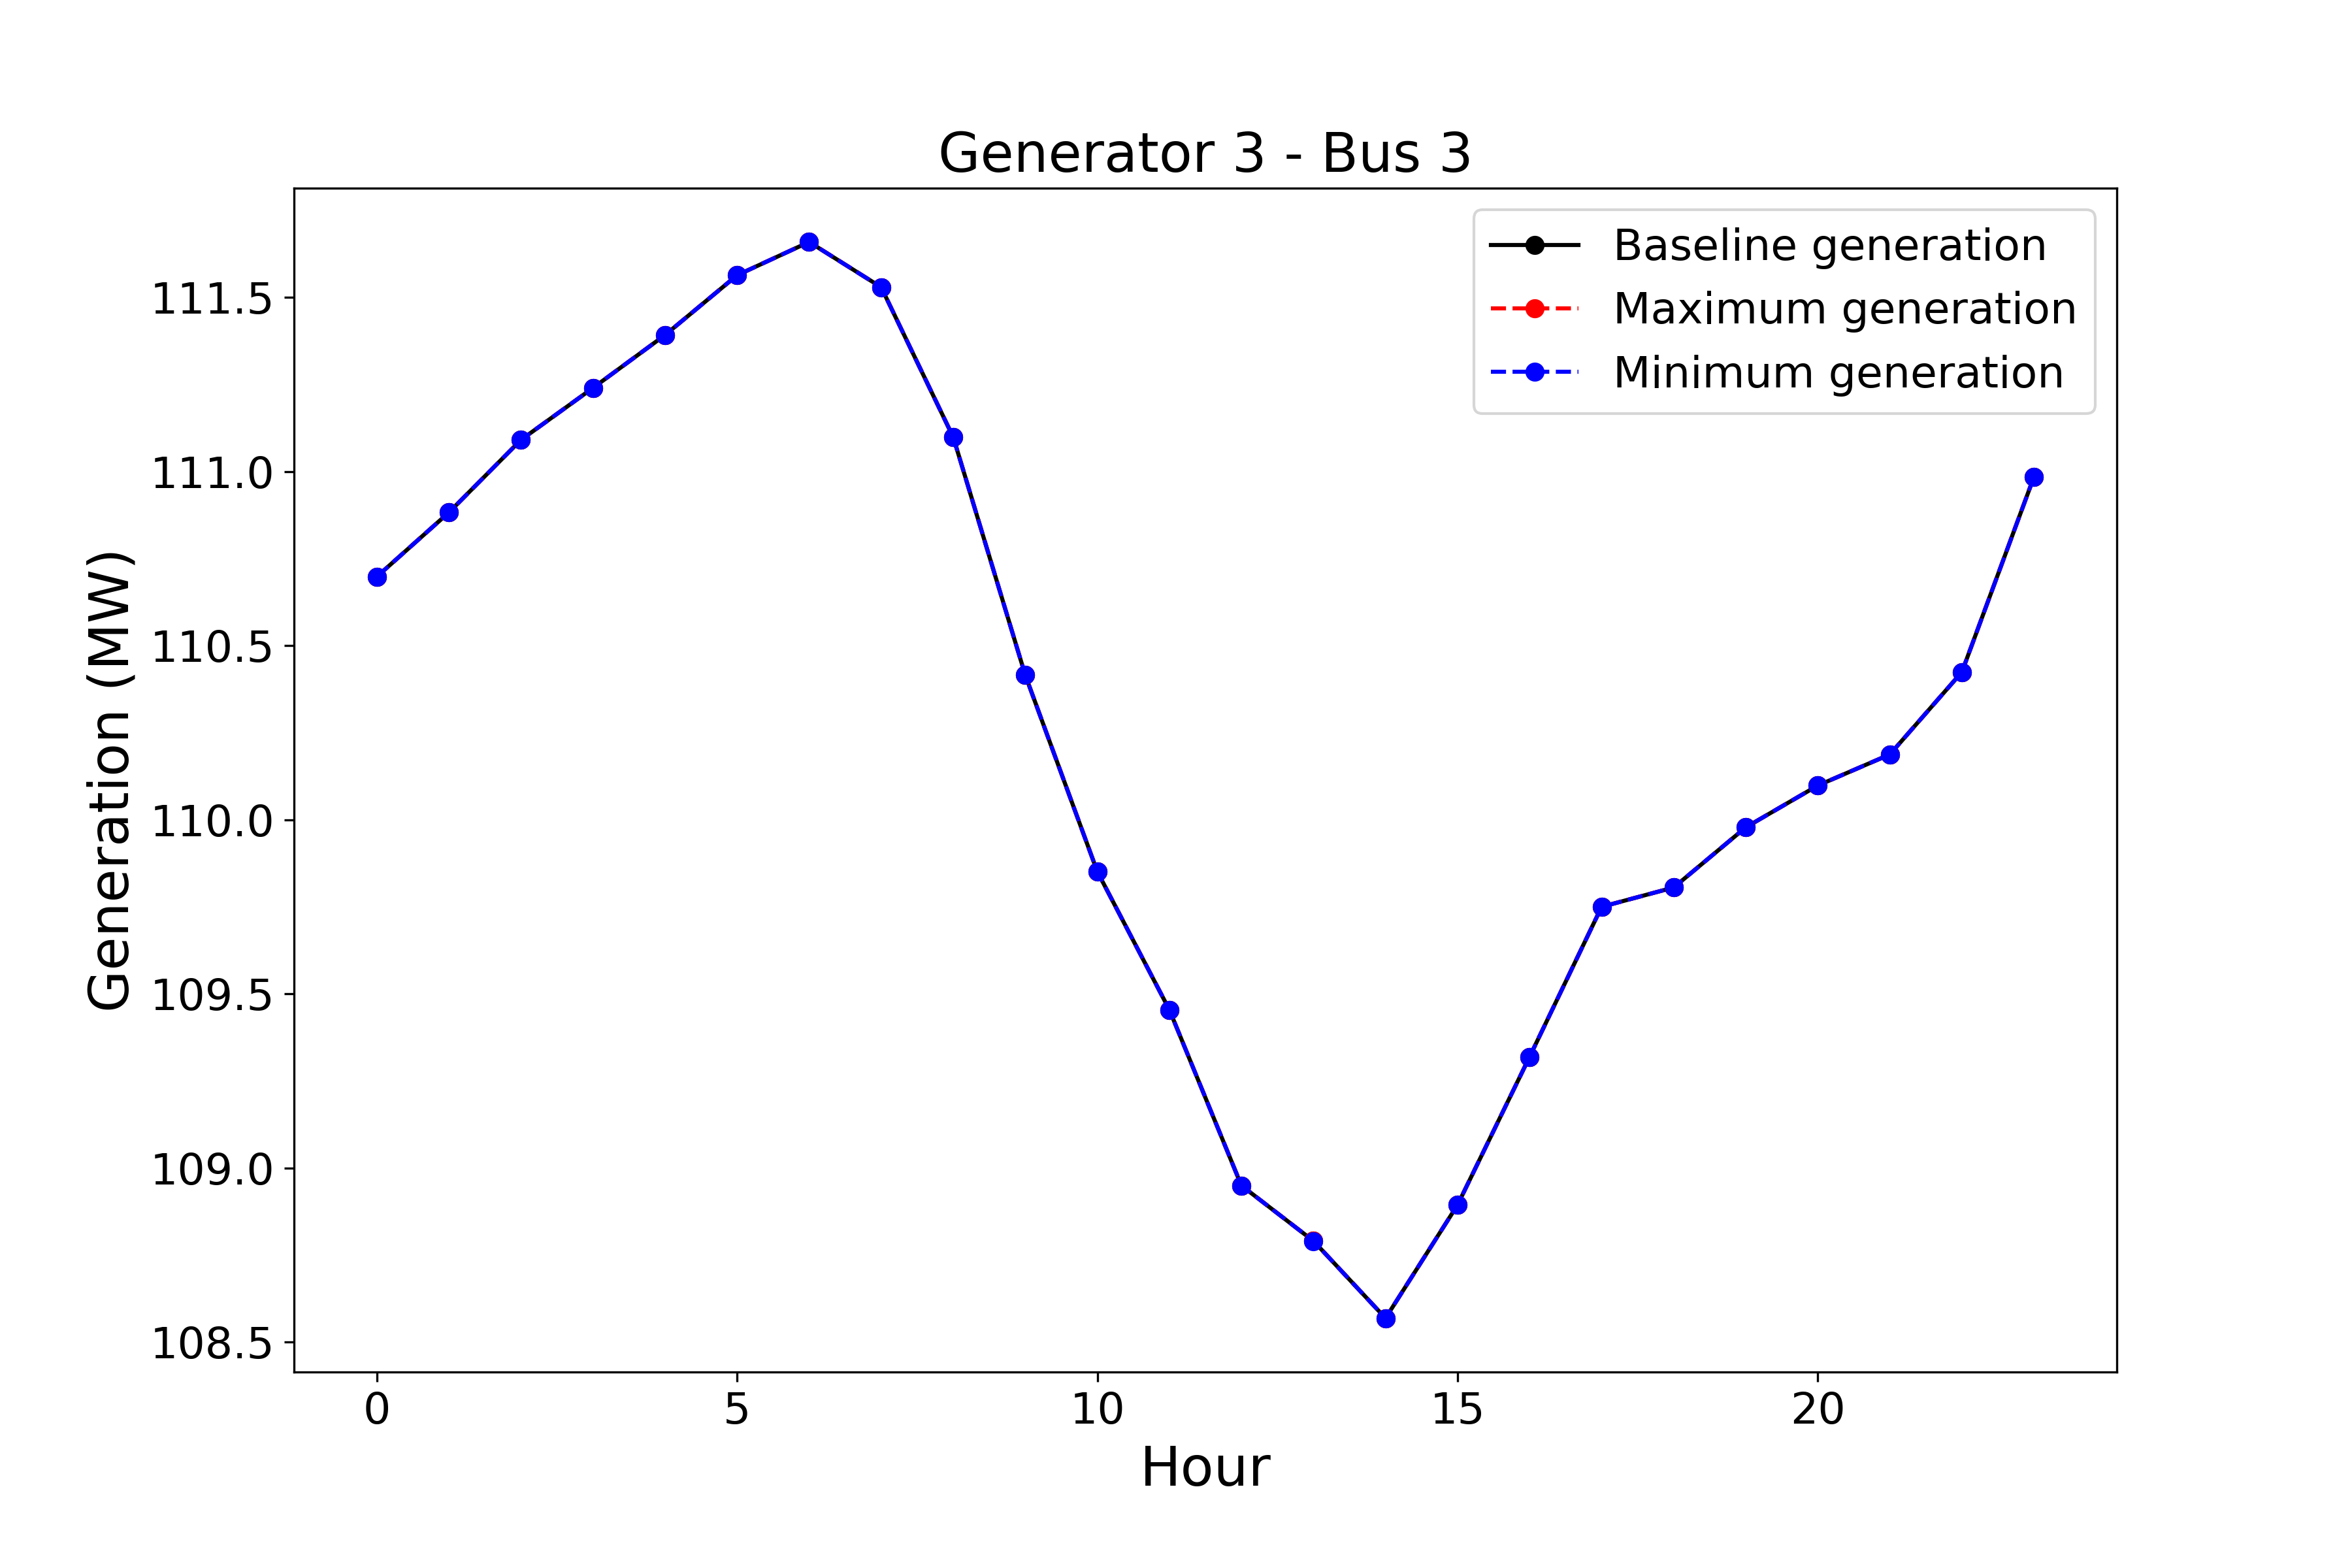 Generator 3 - Bus 3
Baseline generation
Maximum generation
Minimum generation
Generation (MW)
111.5
111.0
110.5
110.0
109.5
109.0
108.5
0 5 10 15 20
Hour